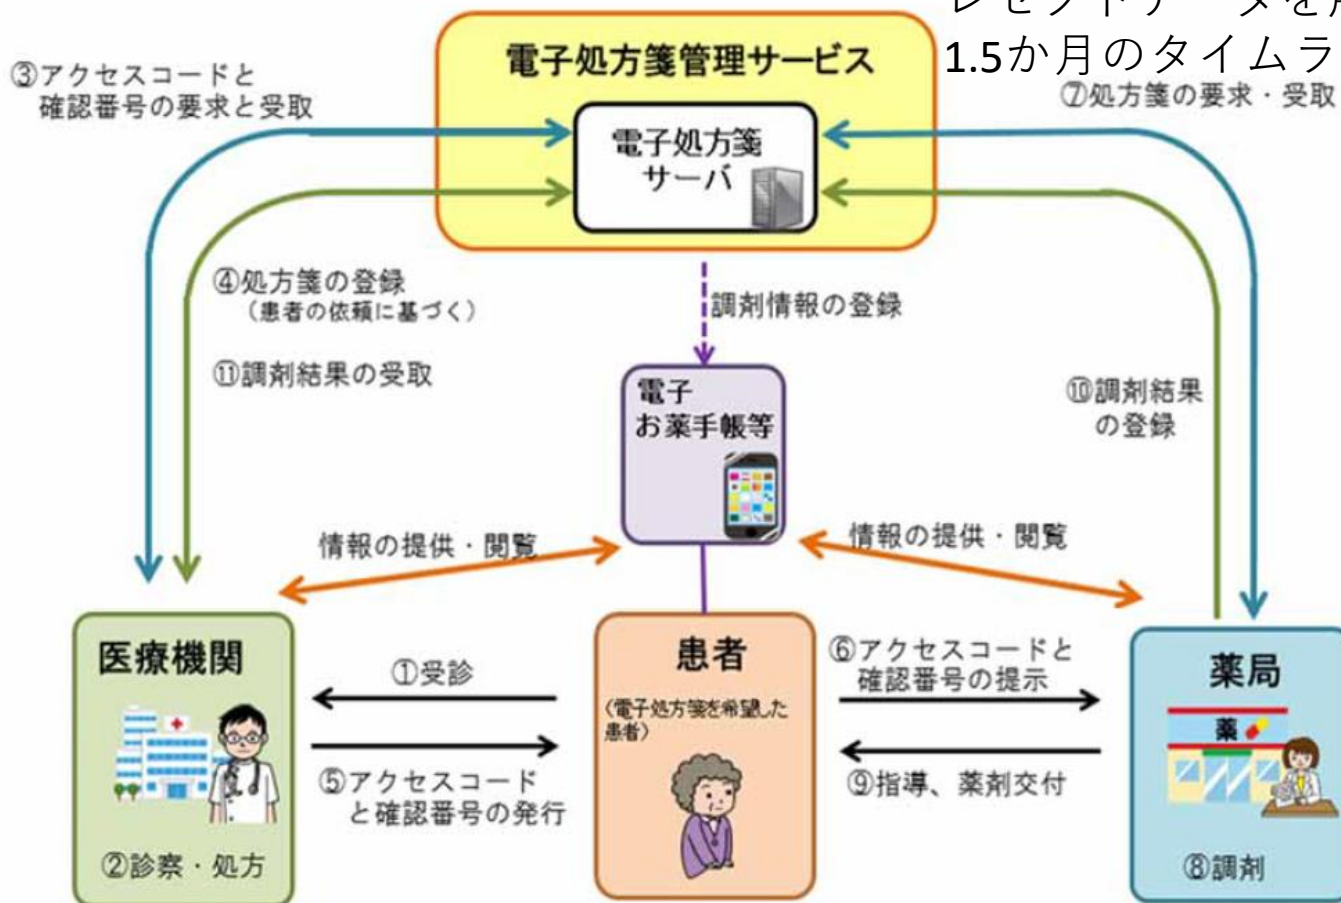 レセプトデータを
1.5か月のタイムラ
電子処方箋管理サービス
③アクセスコードと
確認番号の要求と受取
⑦処方箋の要求・受取
電子処方箋
サーバ
④処方箋の登録
(患者の依頼に基づく)
調剤情報の登録
⑪調剤結果の受取
電子
お薬手帳等
⑩調剤結果
の登録
情報の提供・閲覧
情報の提供・閲覧
医療機関
①受診
患者
(電子処方箋を希望した
患者)
⑥アクセスコードと
確認番号の提示
薬局
薬
⑤アクセスコード
と確認番号の発行
⑨指導、薬剤交付
②診察・処方
⑧調剤